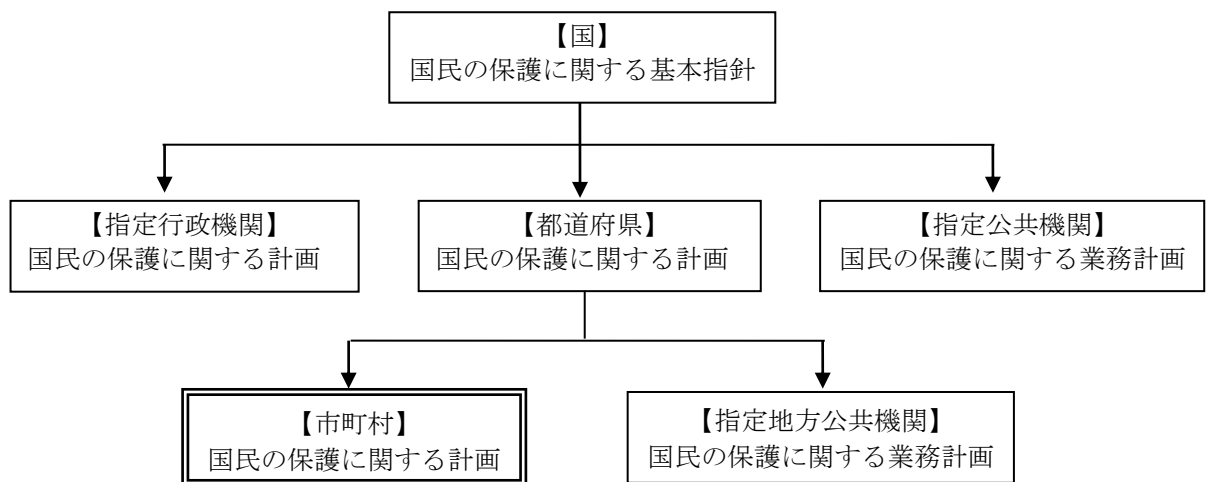 【国】
国民の保護に関する基本指針
【指定行政機関】
国民の保護に関する計画
【都道府県】
国民の保護に関する計画
【指定公共機関】
国民の保護に関する業務計画
【市町村】
国民の保護に関する計画
【指定地方公共機関】
国民の保護に関する業務計画